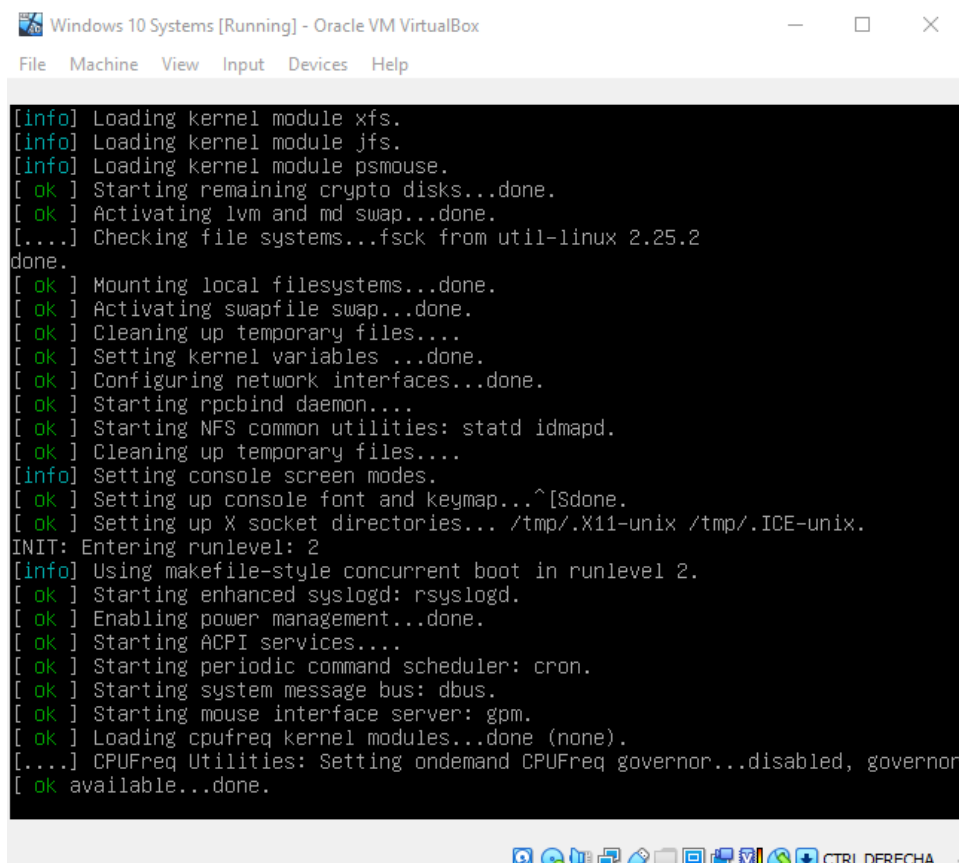 Windows 10 Systems [Running] - Oracle VM VirtualBox
File Machine View Input Devices Help
[info] Loading kernel module xfs.
[info] Loading kernel module jfs.
[info] Loading kernel module psmouse.
[ ok ] Starting remaining crypto disks...done.
[ ok ] Activating lvm and md swap...done.
[....] Checking file systems...fsck from util-linux 2.25.2
done.
[ ok ] Mounting local filesystems...done.
[ ok ] Activating swapfile swap...done.
[ ok ] Cleaning up temporary files....
[ ok ] Setting kernel variables ...done.
[ ok ] Configuring network interfaces...done.
[ ok ] Starting rpcbind daemon....
[ ok ] Starting NFS common utilities: statd idmapd.
[ ok ] Cleaning up temporary files....
[info] Setting console screen modes.
[ ok ] Setting up console font and keymap...^[Sdone.
[ ok ] Setting up X socket directories... /tmp/.X11-unix /tmp/.ICE-unix.
INIT: Entering runlevel: 2
[info] Using makefile-style concurrent boot in runlevel 2.
[ ok ] Starting enhanced syslogd: rsyslogd.
[ ok ] Enabling power management...done.
[ ok ] Starting ACPI services....
[ ok ] Starting periodic command scheduler: cron.
[ ok ] Starting system message bus: dbus.
[ ok ] Starting mouse interface server: gpm.
[ ok ] Loading cpufreq kernel modules...done (none).
[....] CPUFreq Utilities: Setting ondemand CPUFreq governor...disabled, governor
[ ok available...done.
CTRL DERECHA